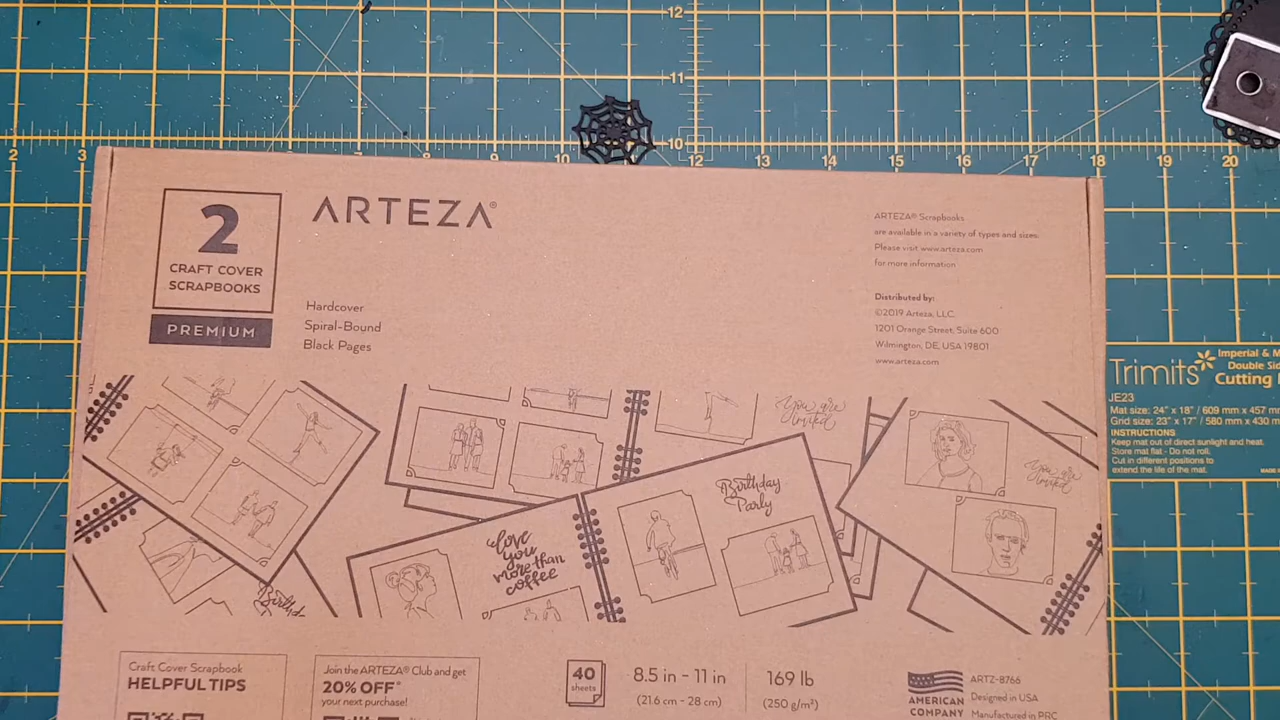 12
11
10
2 3 8 9 10 12 13 14 15 16 17 18 19 20
2
CRAFT COVER
SCRAPBOOKS
PREMIUM
ARTEZA®
Hardcover
Spiral-Bound
Black Pages
ARTEZA® Scrapbooks
are available in a variety of types and sizes.
Please visit www.arteza.com
for more information
Distributed by:
©2019 Arteza, LLC.
1201 Orange Street, Suite 600
Wilmington, DE, USA 19801
www.arteza.com
Trimits
Imperial & M
Double Si
Cutting
JE23
Mat size: 24" x 18" / 609 mm x 457 m
Grid size: 23" x 17" / 580 mm x 430 m
INSTRUCTIONS
Keep mat out of direct sunlight and heat.
Store mat flat - Do not roll.
Cut in different positions to
extend the life of the mat.
MADE
You are
invited
You are
invited
Birthday
Party
love
you
more than
coffee
Birthd
Craft Cover Scrapbook
HELPFUL TIPS
Join the ARTEZA® Club and get
20% OFF*
your next purchase!
40
sheets
8.5 in – 11 in
(21.6 cm – 28 cm)
169 lb
(250 g/m²)
AMERICAN
COMPANY
ARTZ-8766
Designed in USA
Manufactured in PRC